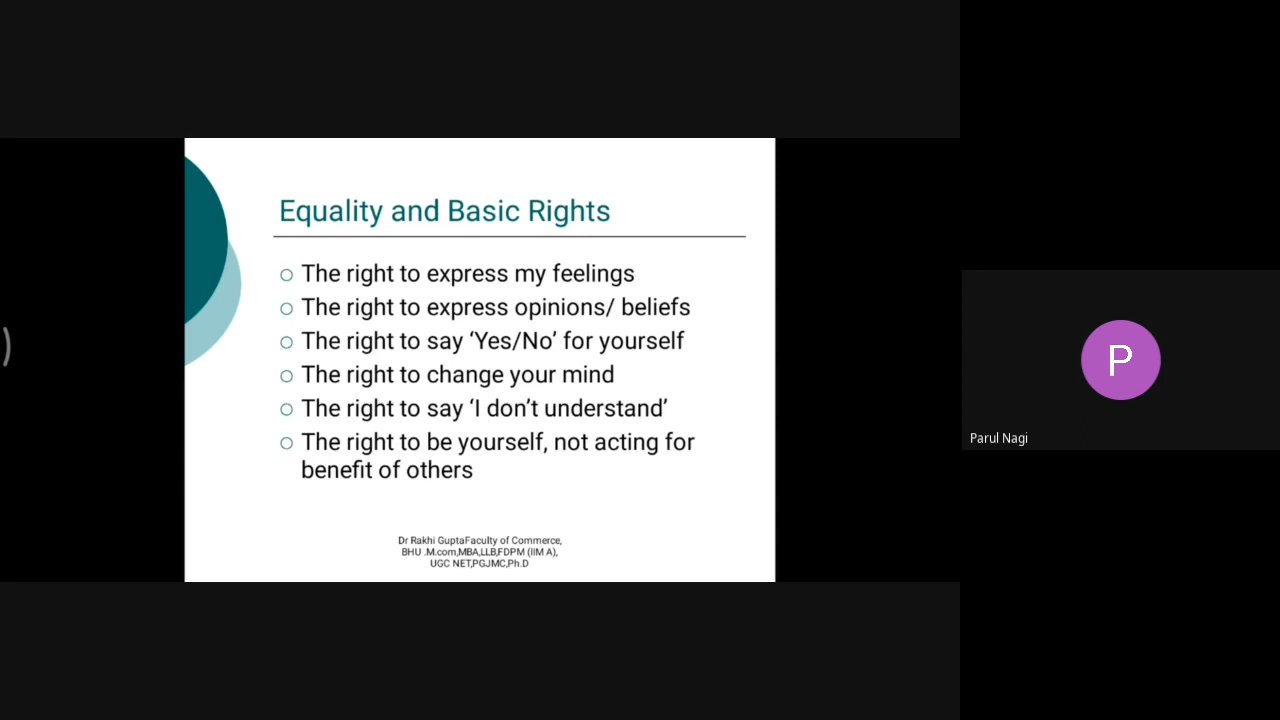 Equality and Basic Rights
The right to express my feelings
The right to express opinions/ beliefs
The right to say ‘Yes/No’ for yourself
The right to change your mind
The right to say ‘I don’t understand’
The right to be yourself, not acting for
benefit of others
Dr Rakhi GuptaFaculty of Commerce,
BHU .M.com,MBA,LLB,FDPM (IIM A),
UGC NET,PGJMC,Ph.D
P
Parul Nagi